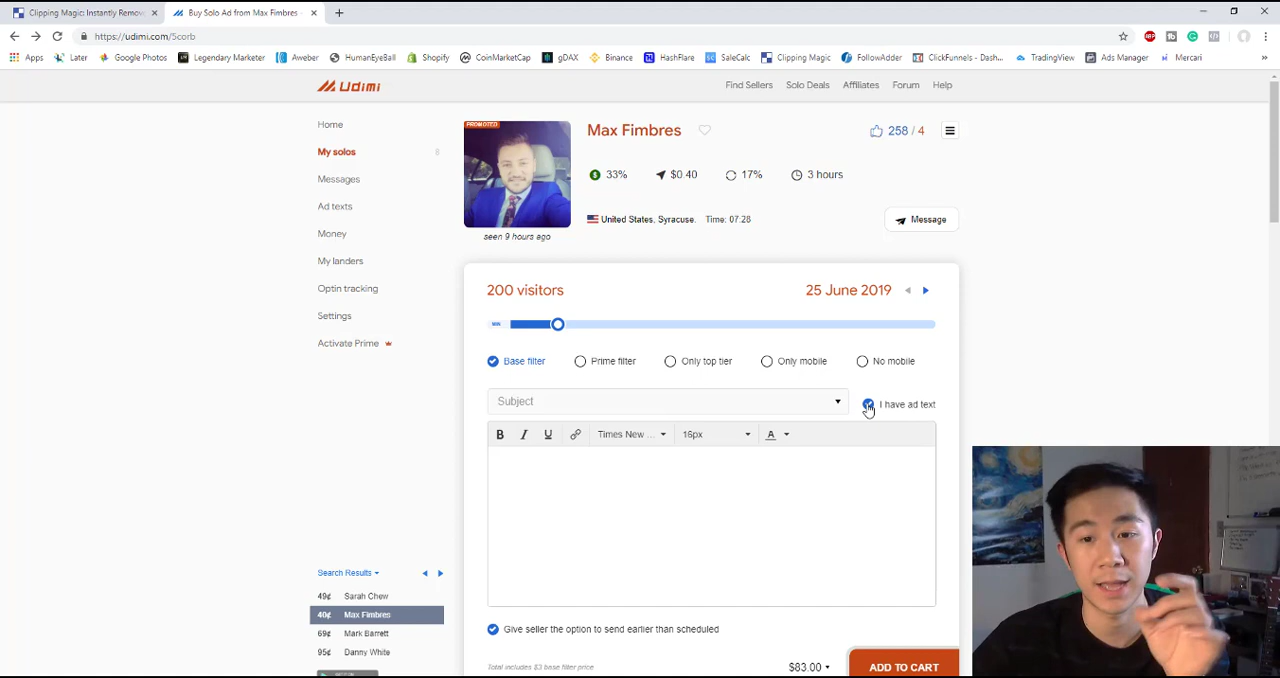 Clipping Magic: Instantly Remov
Buy Solo Ad from Max Fimbres -
https://udimi.com/5corb
Apps
Later
Google Photos
Legendary Marketer
Aweber
HumanEyeBall
Shopify
CoinMarketCap
gDAX
Binance
HashFlare
SaleCalc
Clipping Magic
FollowAdder
ClickFunnels - Dash...
TradingView
Ads Manager
Mercari
Udimi
Find Sellers
Solo Deals
Affiliates
Forum
Help
Home
My solos
Messages
Ad texts
Money
My landers
Optin tracking
Settings
Activate Prime
PROMOTED
seen 9 hours ago
Max Fimbres
258 / 4
33%
$0.40
17%
3 hours
United States, Syracuse.
Time: 07:28
Message
200 visitors
25 June 2019
MIN
Base filter
Prime filter
Only top tier
Only mobile
No mobile
Subject
I have ad text
B I U
Times New ...
16px
A
Give seller the option to send earlier than scheduled
Total includes $3 base filter price.
$83.00
ADD TO CART
Search Results
49¢ Sarah Chew
40¢ Max Fimbres
69¢ Mark Barrett
95¢ Danny White